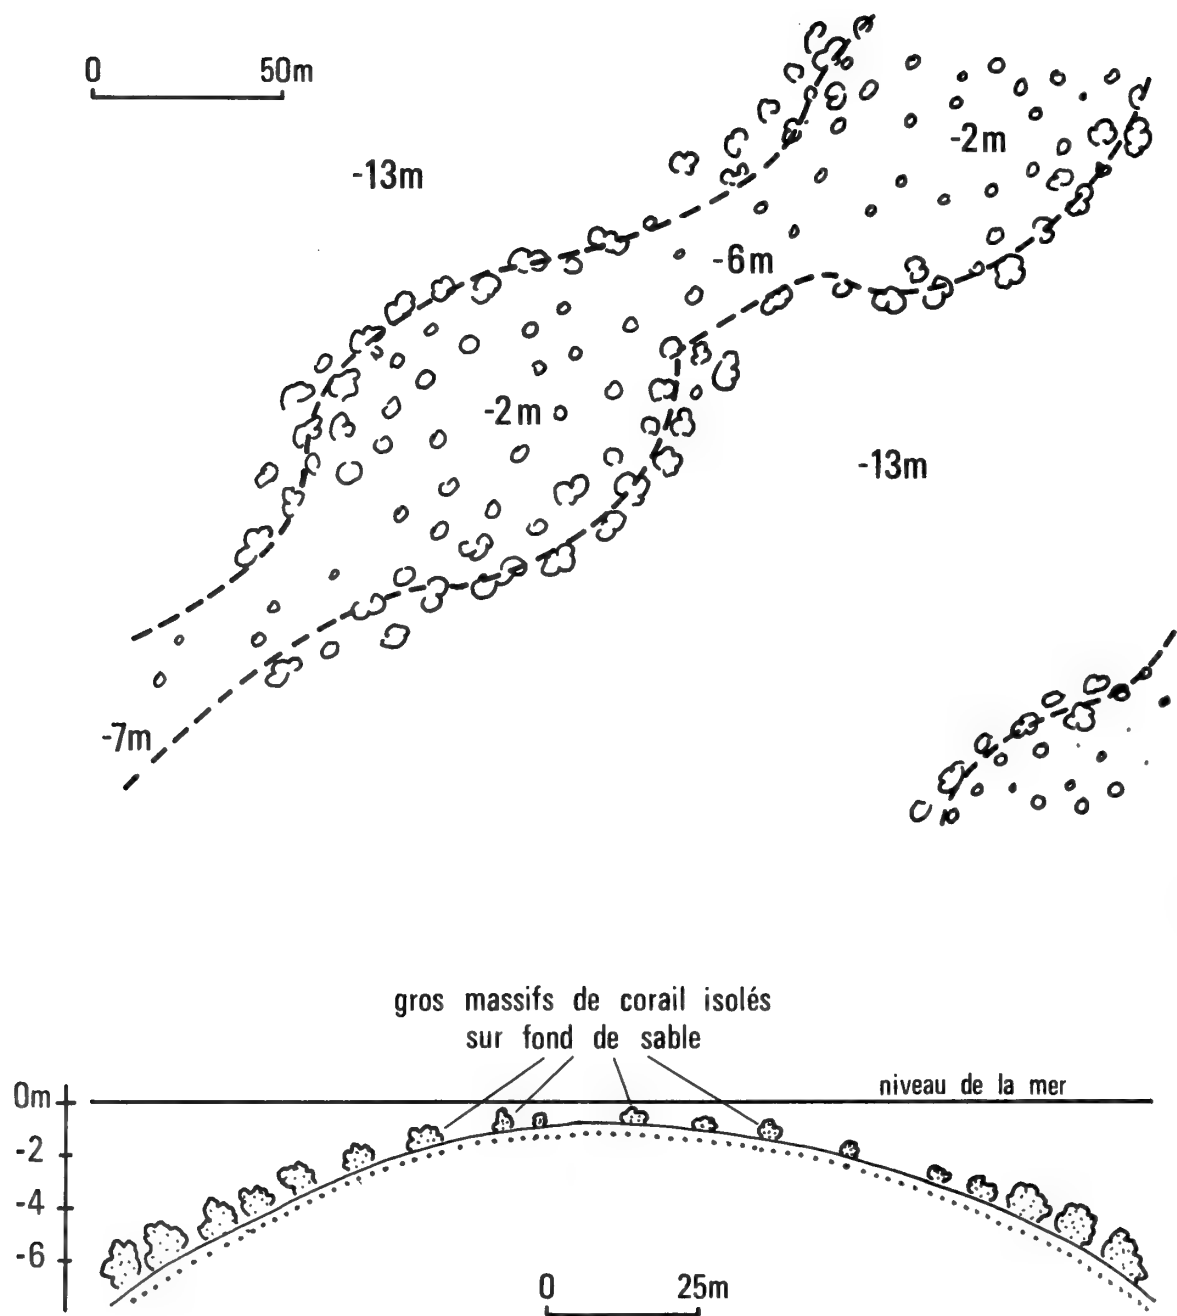 0 50m
-13m
-2m
-6m
-2m
-13m
-7m
gros massifs de corail isolés
sur fond de sable
niveau de la mer
0m
-2
-4
-6
0 25m